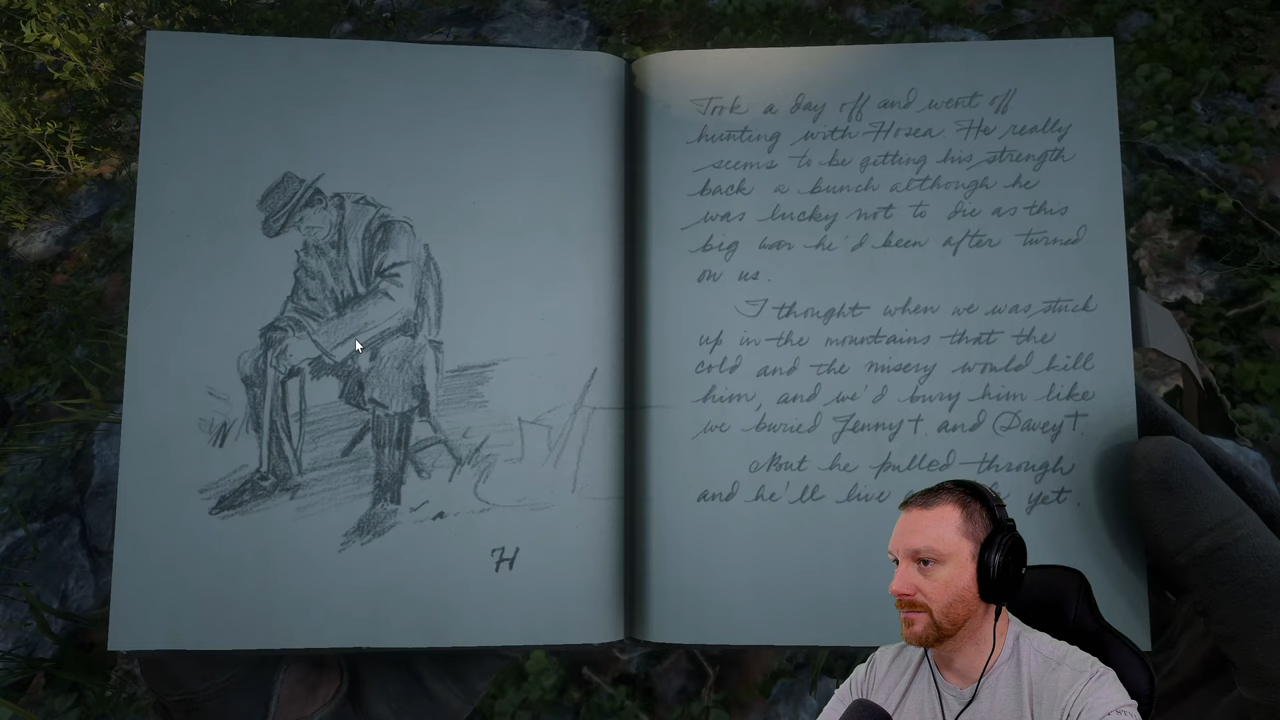 H
Took a day off and went off
hunting with Hosea. He really
seems to be getting his strength
back a bunch although he
was lucky not to die as this
big
he'd been after turned
on us.
I thought when we was stuck
up in the mountains that the
cold and the misery would kill
him, and we'd bury him like
we buried Jenny†. and Davey†.
But he pulled through
and he'll live
yet.